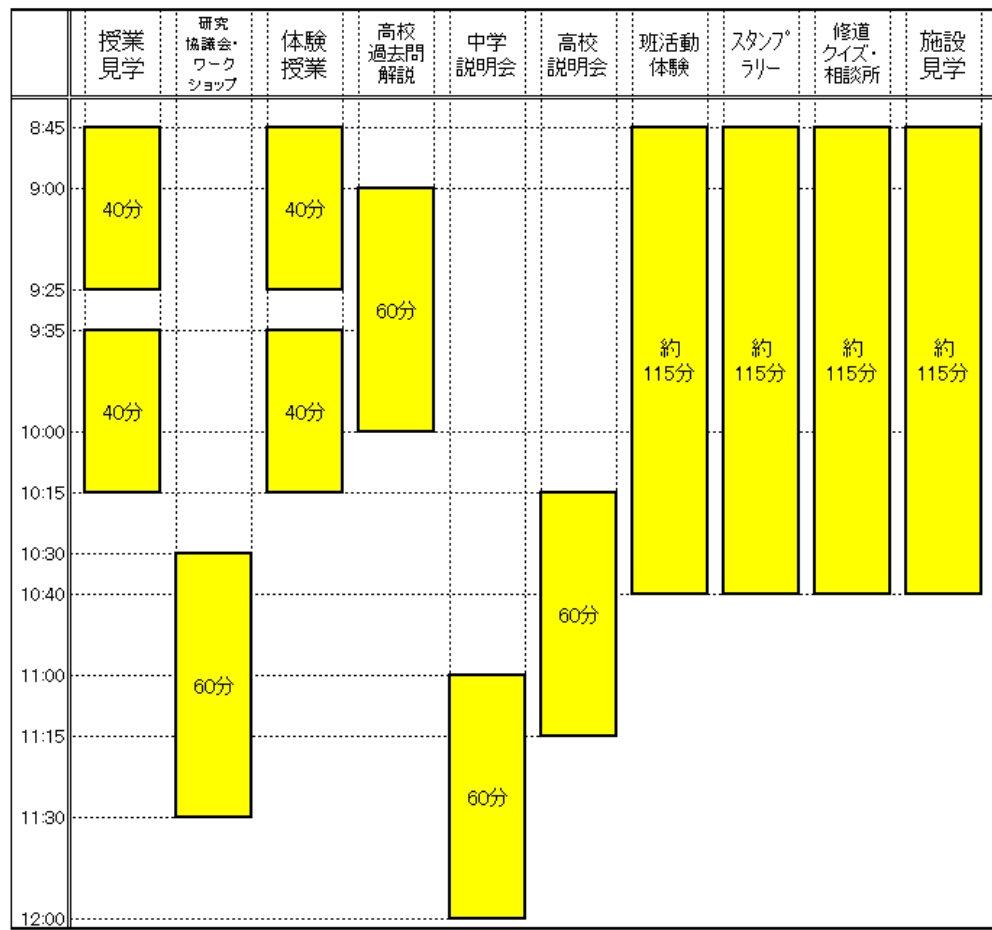 授業
見学
研究
協議会・
ワーク
ショップ
体験
授業
高校
過去問
解説
中学
説明会
高校
説明会
班活動
体験
スタンプ
ラリー
修道
クイズ・
相談所
施設
見学
8:45
9:00
40分
40分
9:25
60分
9:35
約
115分
約
115分
約
115分
約
115分
40分
40分
10:00
10:15
10:30
10:40
60分
11:00
60分
11:15
60分
11:30
12:00